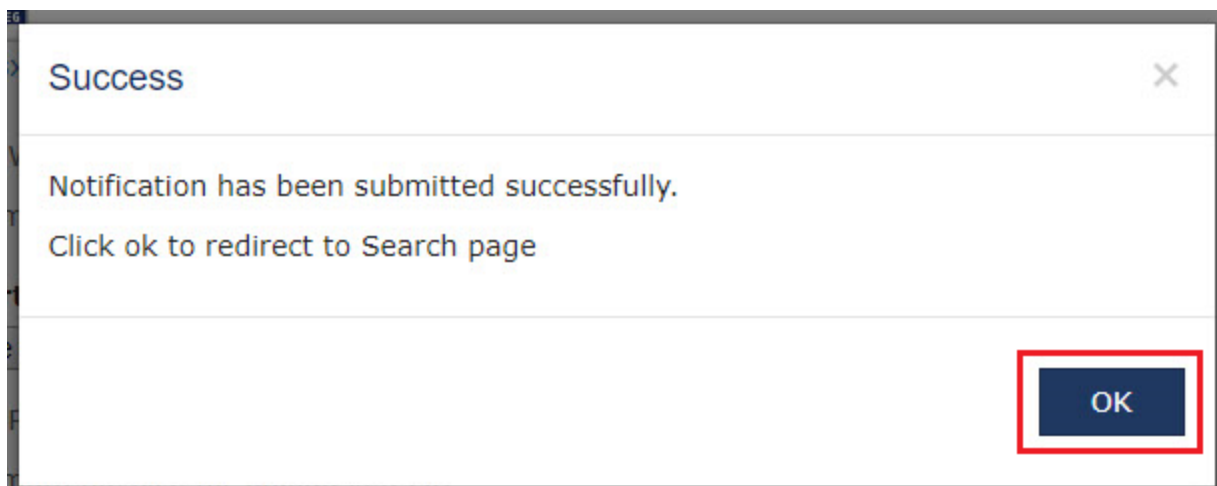 Success
Notification has been submitted successfully.
Click ok to redirect to Search page
OK